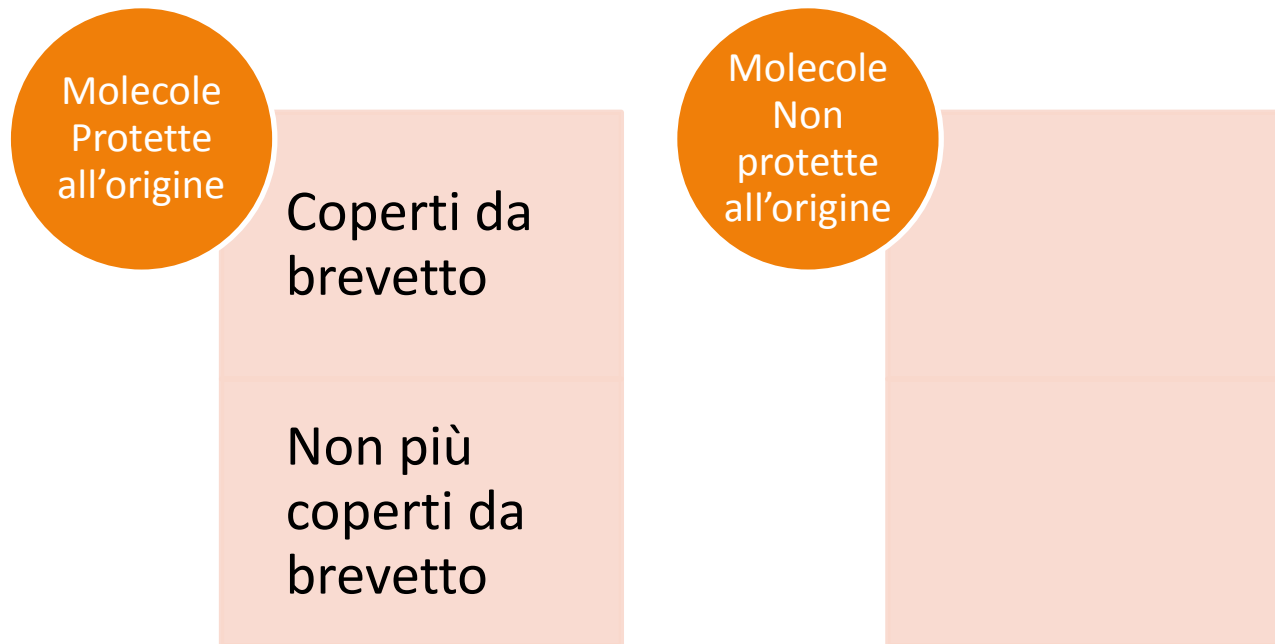 Molecole
Protette
all’origine
Coperti da
brevetto
Non più
coperti da
brevetto
Molecole
Non
protette
all’origine